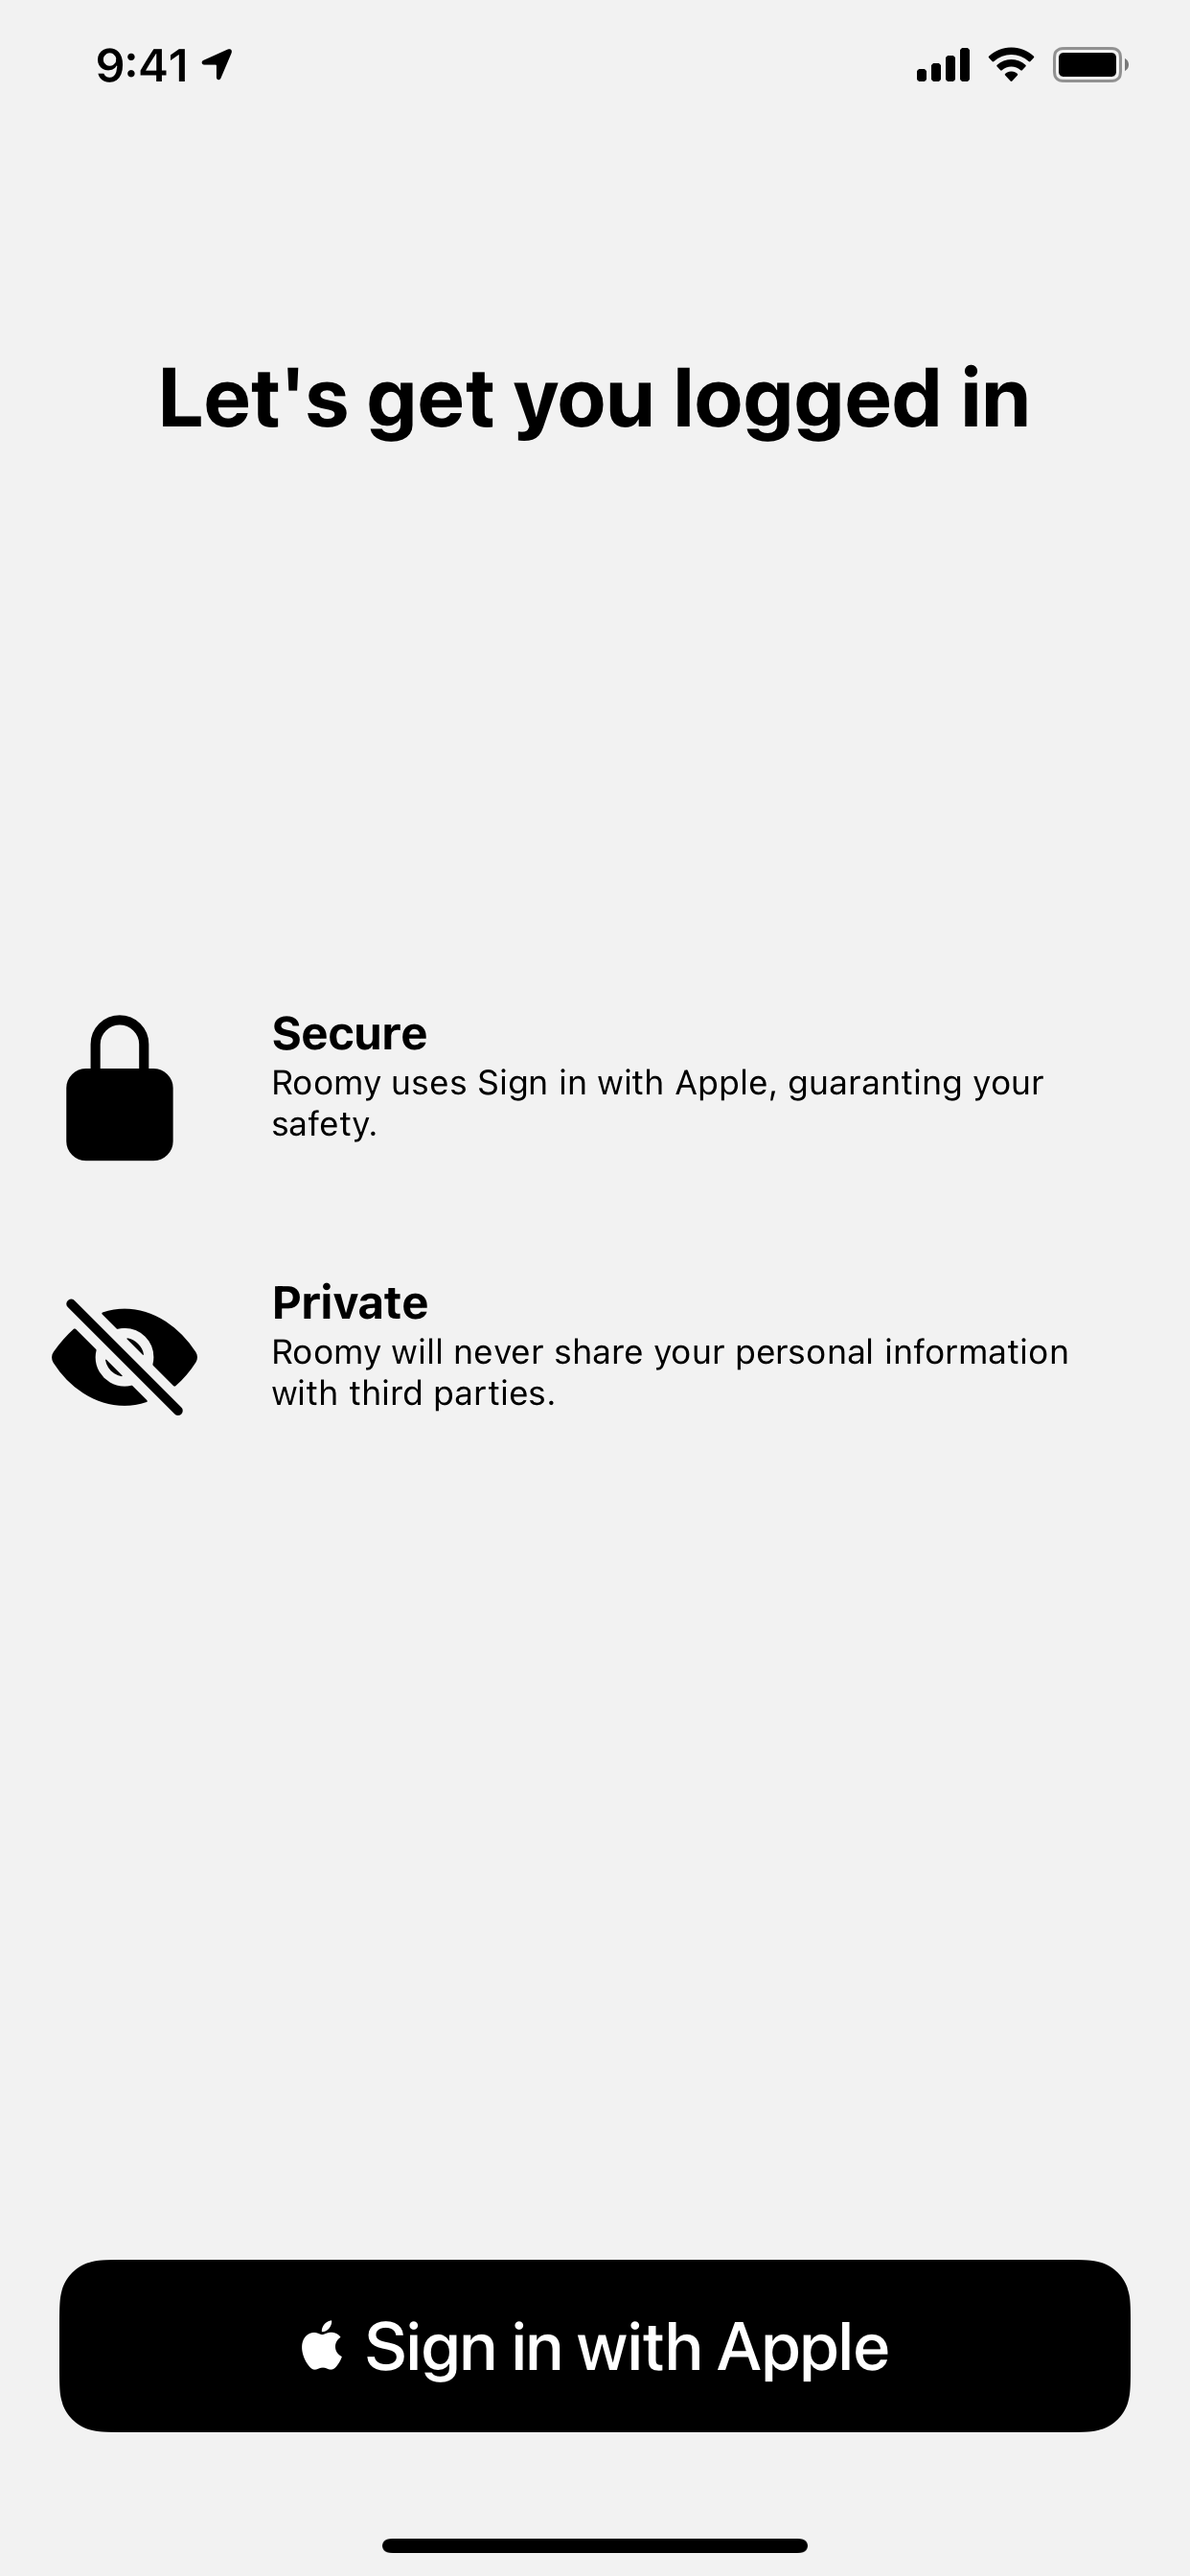 9:41
Let's get you logged in
Secure
Roomy uses Sign in with Apple, guaranting your
safety.
Private
Roomy will never share your personal information
with third parties.
Sign in with Apple